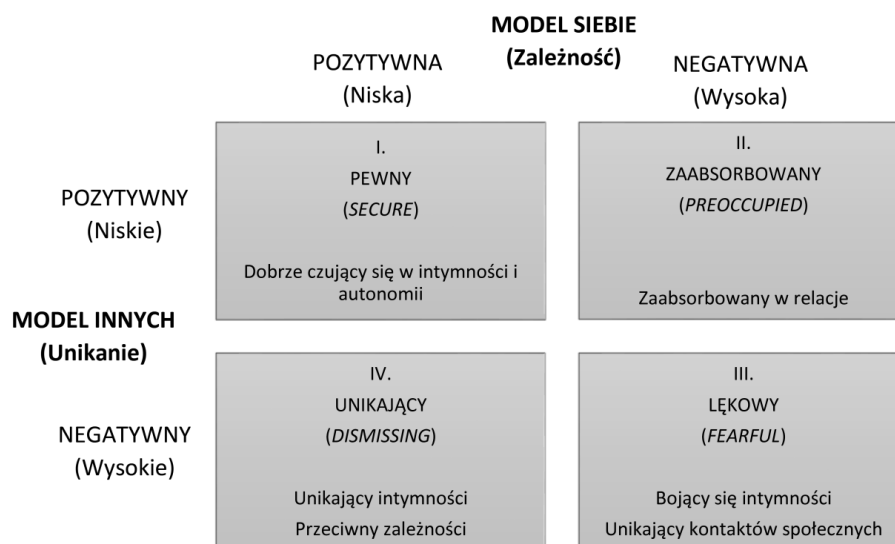 MODEL SIEBIE
(Zależność)
POZYTYWNA
(Niska)
NEGATYWNA
(Wysoka)
POZYTYWNY
(Niskie)
I.
PEWNY
(SECURE)
Dobrze czujący się w intymności i
autonomii
II.
ZAABSORBOWANY
(PREOCCUPIED)
Zaabsorbowany w relacje
MODEL INNYCH
(Unikanie)
NEGATYWNY
(Wysokie)
IV.
UNIKAJĄCY
(DISMISSING)
Unikający intymności
Przeciwny zależności
III.
LĘKOWY
(FEARFUL)
Bojący się intymności
Unikający kontaktów społecznych